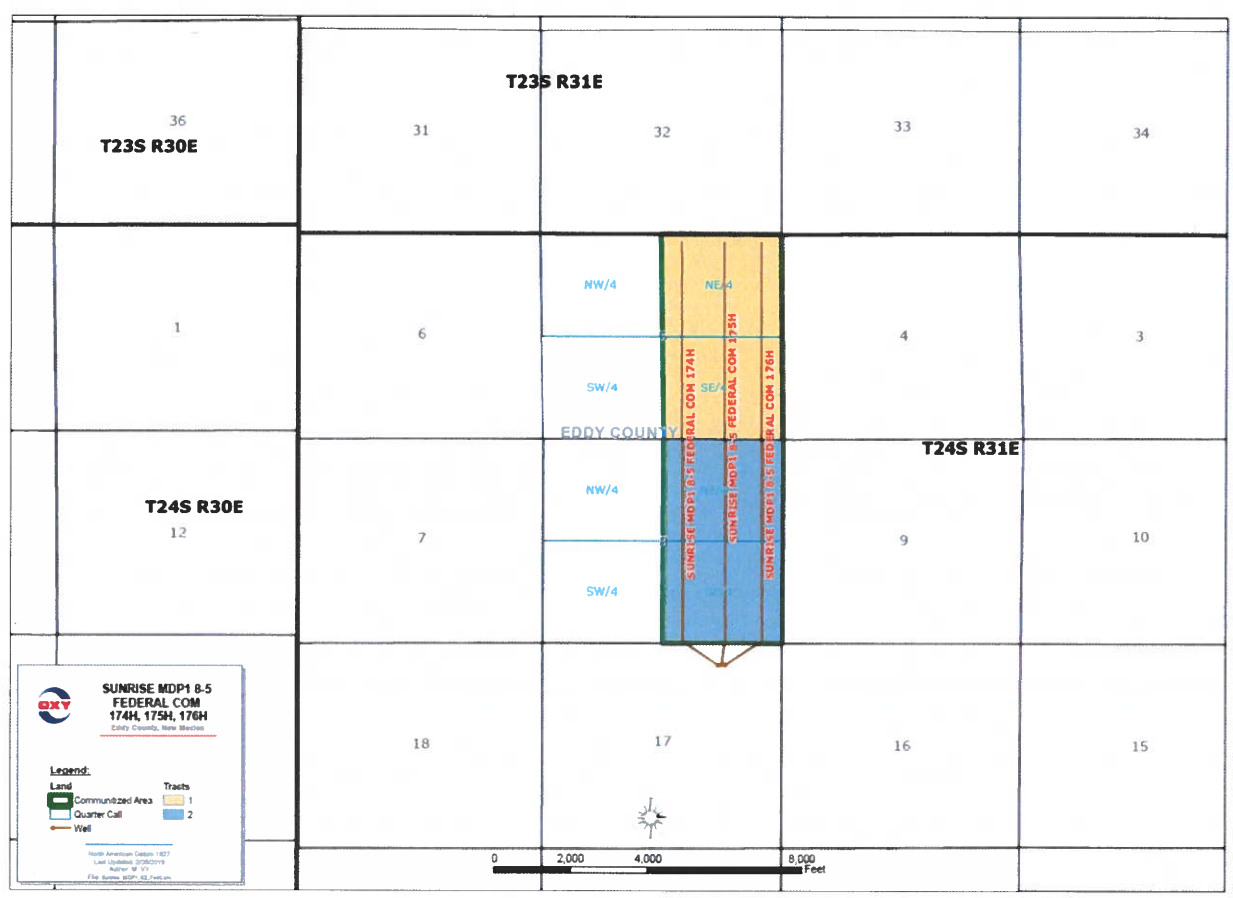 T23S R31E
36
31
32
33
34
T23S R30E
NW/4
NE/4
1
6
4
3
SW/4
SE/4
EDDY COUNTY
T24S R31E
SUNRISE MDP1 8-5 FEDERAL COM 174H
SUNRISE MDP1 8-5 FEDERAL COM 175H
SUNRISE MDP1 8-5 FEDERAL COM 176H
NW/4
T24S R30E
12
7
9
10
SW/4
18
17
16
15
OXY
SUNRISE MDP1 8-5
FEDERAL COM
174H, 175H, 176H
Eddy County, New Mexico
Legend:
Land
Tracts
Communitized Area
1
Quarter Call
2
Well
North American Datum 1927
0 2,000 4,000 8,000
Feet